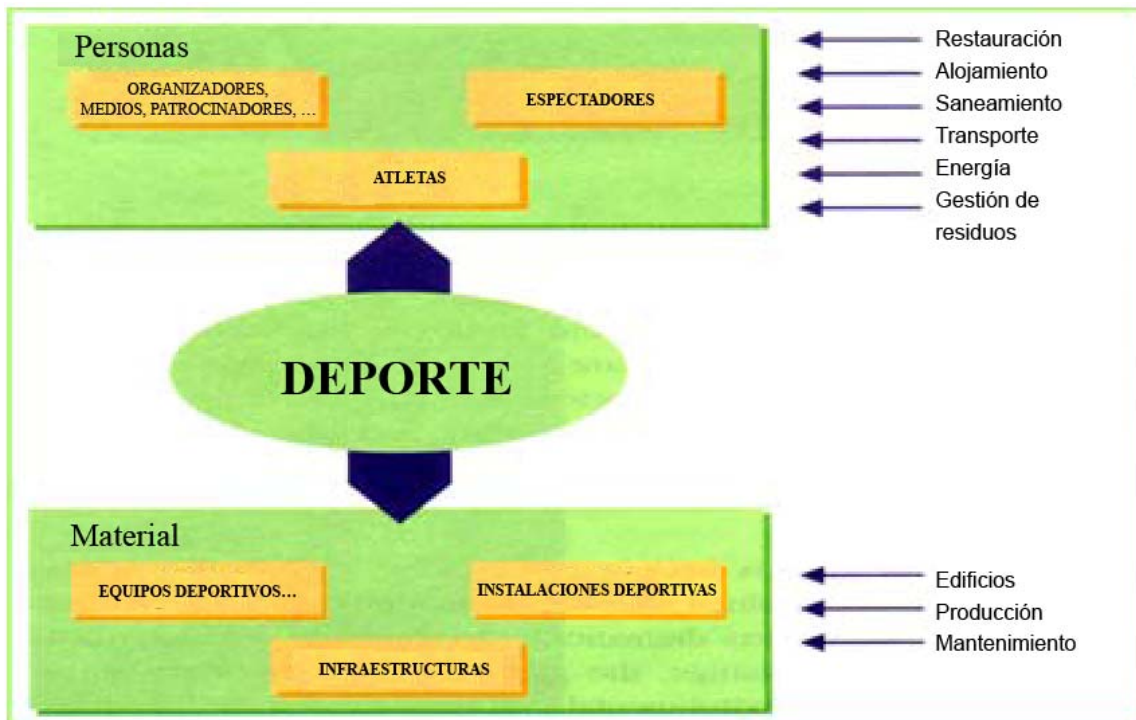 Personas
ORGANIZADORES,
MEDIOS, PATROCINADORES, ...
ESPECTADORES
ATLETAS
Restauración
Alojamiento
Saneamiento
Transporte
Energía
Gestión de
residuos
DEPORTE
Material
EQUIPOS DEPORTIVOS...
INSTALACIONES DEPORTIVAS
INFRAESTRUCTURAS
Edificios
Producción
Mantenimiento